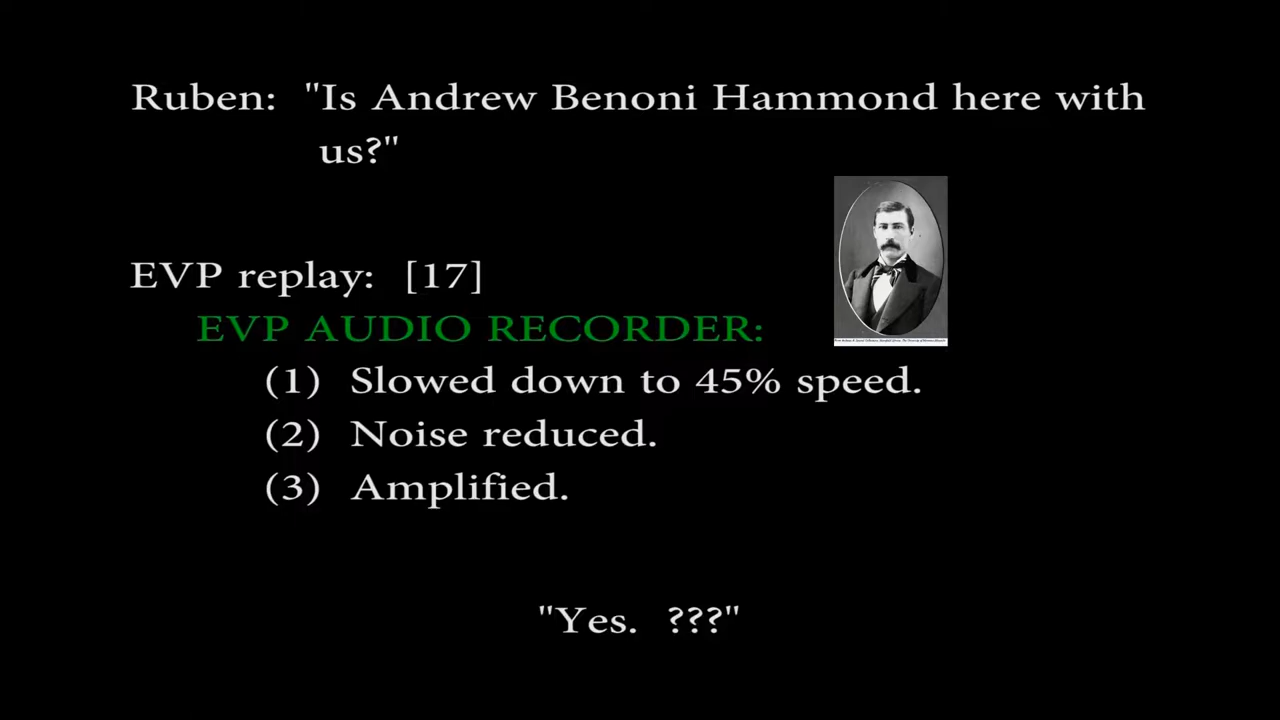 Ruben: "Is Andrew Benoni Hammond here with
us?"
EVP replay: [17]
EVP AUDIO RECORDER:
(1) Slowed down to 45% speed.
(2) Noise reduced.
(3) Amplified.
"Yes. ???"